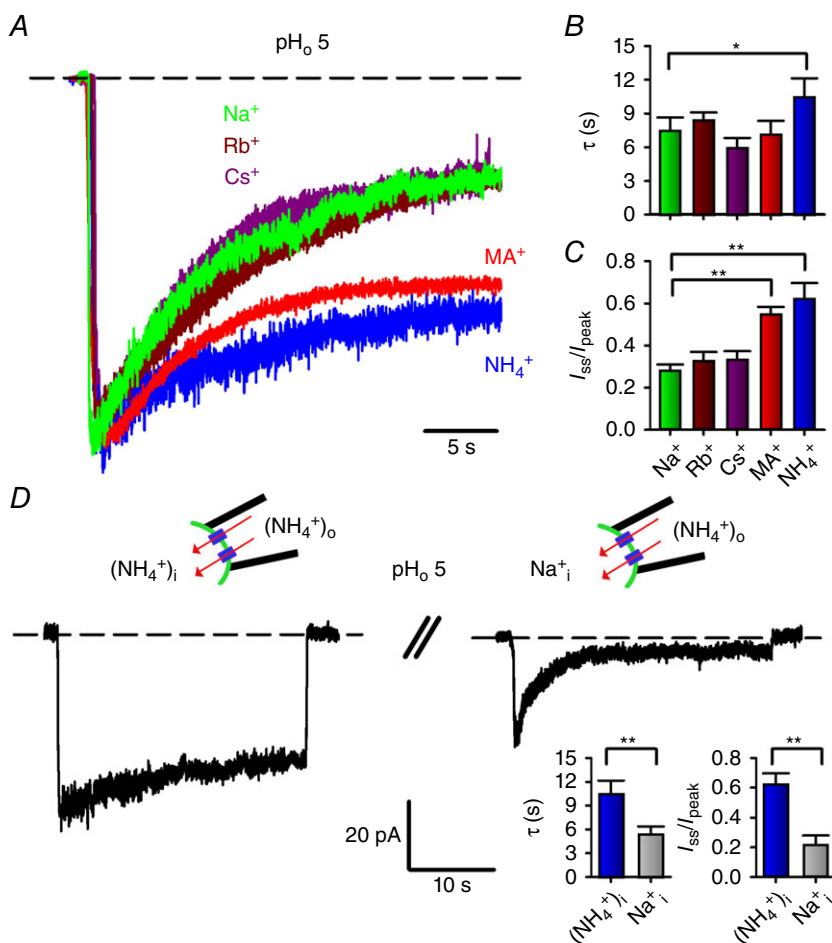 A
pHo 5
Na+
Rb+
Cs+
MA+
NH4+
5 s
B
*
15
12
9
6
3
0
τ (s)
C
**
**
0.8
0.6
0.4
0.2
0.0
Iss/Ipeak
Na+
Rb+
Cs+
MA+
NH4+
D
(NH4+)o
(NH4+)i
pHo 5
(NH4+)o
Na+i
20 pA
10 s
**
15
12
9
6
3
0
τ (s)
(NH4+)i
Na+i
**
0.8
0.6
0.4
0.2
0.0
Iss/Ipeak
(NH4+)i
Na+i